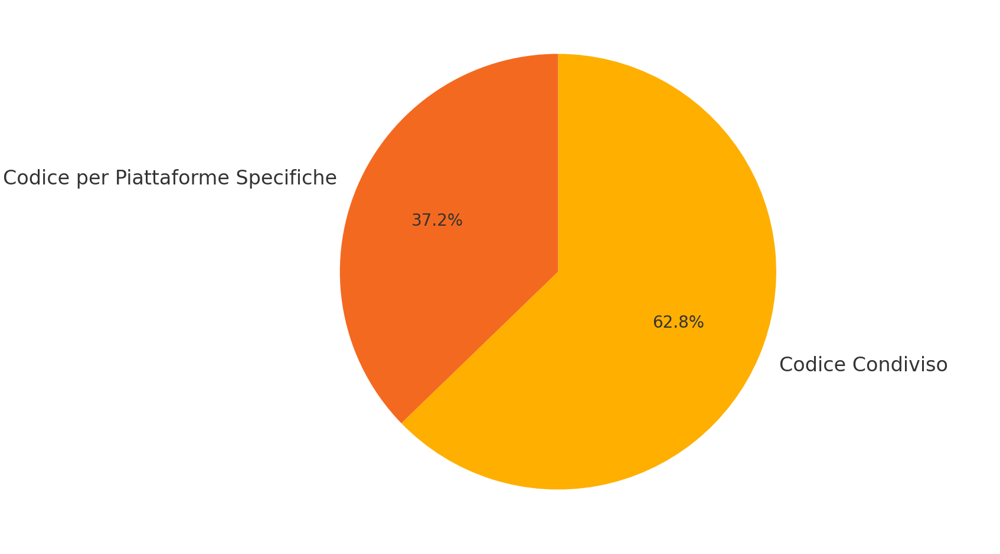 Codice per Piattaforme Specifiche
37.2%
62.8%
Codice Condiviso